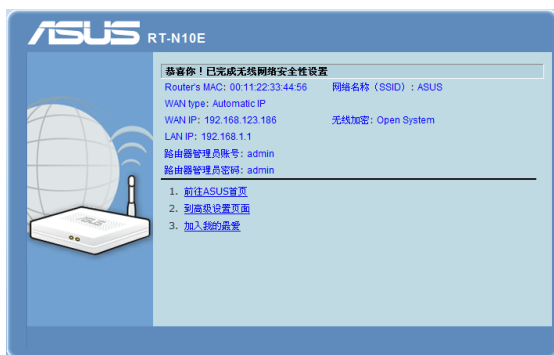 ASUS RT-N10E
恭喜你！已完成无线网络安全性设置
Router's MAC: 00:11:22:33:44:56 网络名称（SSID）: ASUS
WAN type: Automatic IP
WAN IP: 192.168.123.186 无线加密: Open System
LAN IP: 192.168.1.1
路由器管理员账号: admin
路由器管理员密码: admin
1. 前往ASUS首页
2. 到高级设置页面
3. 加入我的最爱